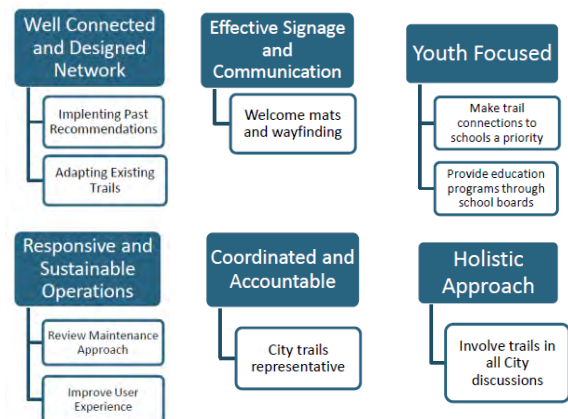 Well Connected
and Designed
Network
Implenting Past
Recommendations
Adapting Existing
Trails
Effective Signage
and
Communication
Welcome mats
and wayfinding
Youth Focused
Make trail
connections to
schools a priority
Provide education
programs through
school boards
Responsive and
Sustainable
Operations
Review Maintenance
Approach
Improve User
Experience
Coordinated and
Accountable
City trails
representative
Holistic
Approach
Involve trails in
all City
discussions